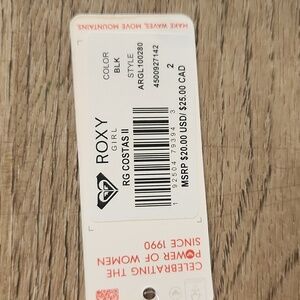 MAKE WAVES, MOVE MOUNTAINS.
COLOR
BLK
STYLE
ARGL100280
4500927142
2
ROXY
GIRL
RG COSTAS II
MSRP $20.00 USD/ $25.00 CAD
CELEBRATING THE
POWER OF WOMEN
SINCE 1990